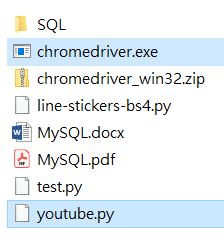 SQL
chromedriver.exe
chromedriver_win32.zip
line-stickers-bs4.py
MySQL.docx
MySQL.pdf
test.py
youtube.py